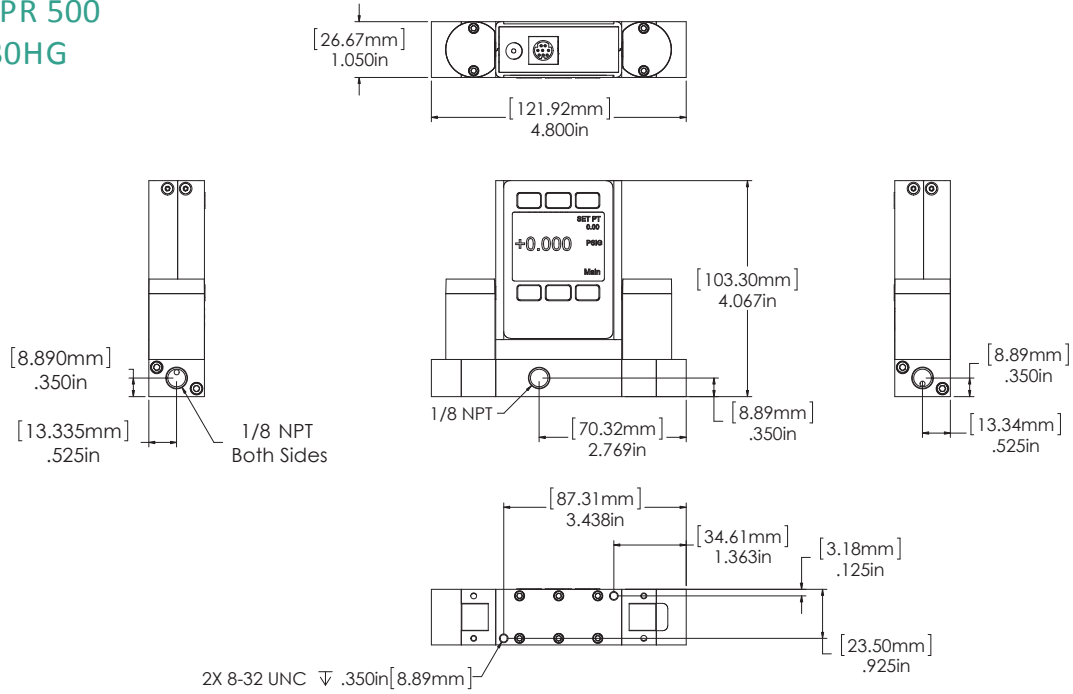 PR 500
30HG
[26.67mm]
1.050in
[121.92mm]
4.800in
SET PT
0.00
+0.000 PSIG
Main
[103.30mm]
4.067in
[8.890mm]
.350in
[13.335mm]
.525in
1/8 NPT
Both Sides
1/8 NPT
[70.32mm]
2.769in
[8.89mm]
.350in
[8.89mm]
.350in
[13.34mm]
.525in
[87.31mm]
3.438in
[34.61mm]
1.363in
[3.18mm]
.125in
[23.50mm]
.925in
2X 8-32 UNC ↧ .350in[8.89mm]